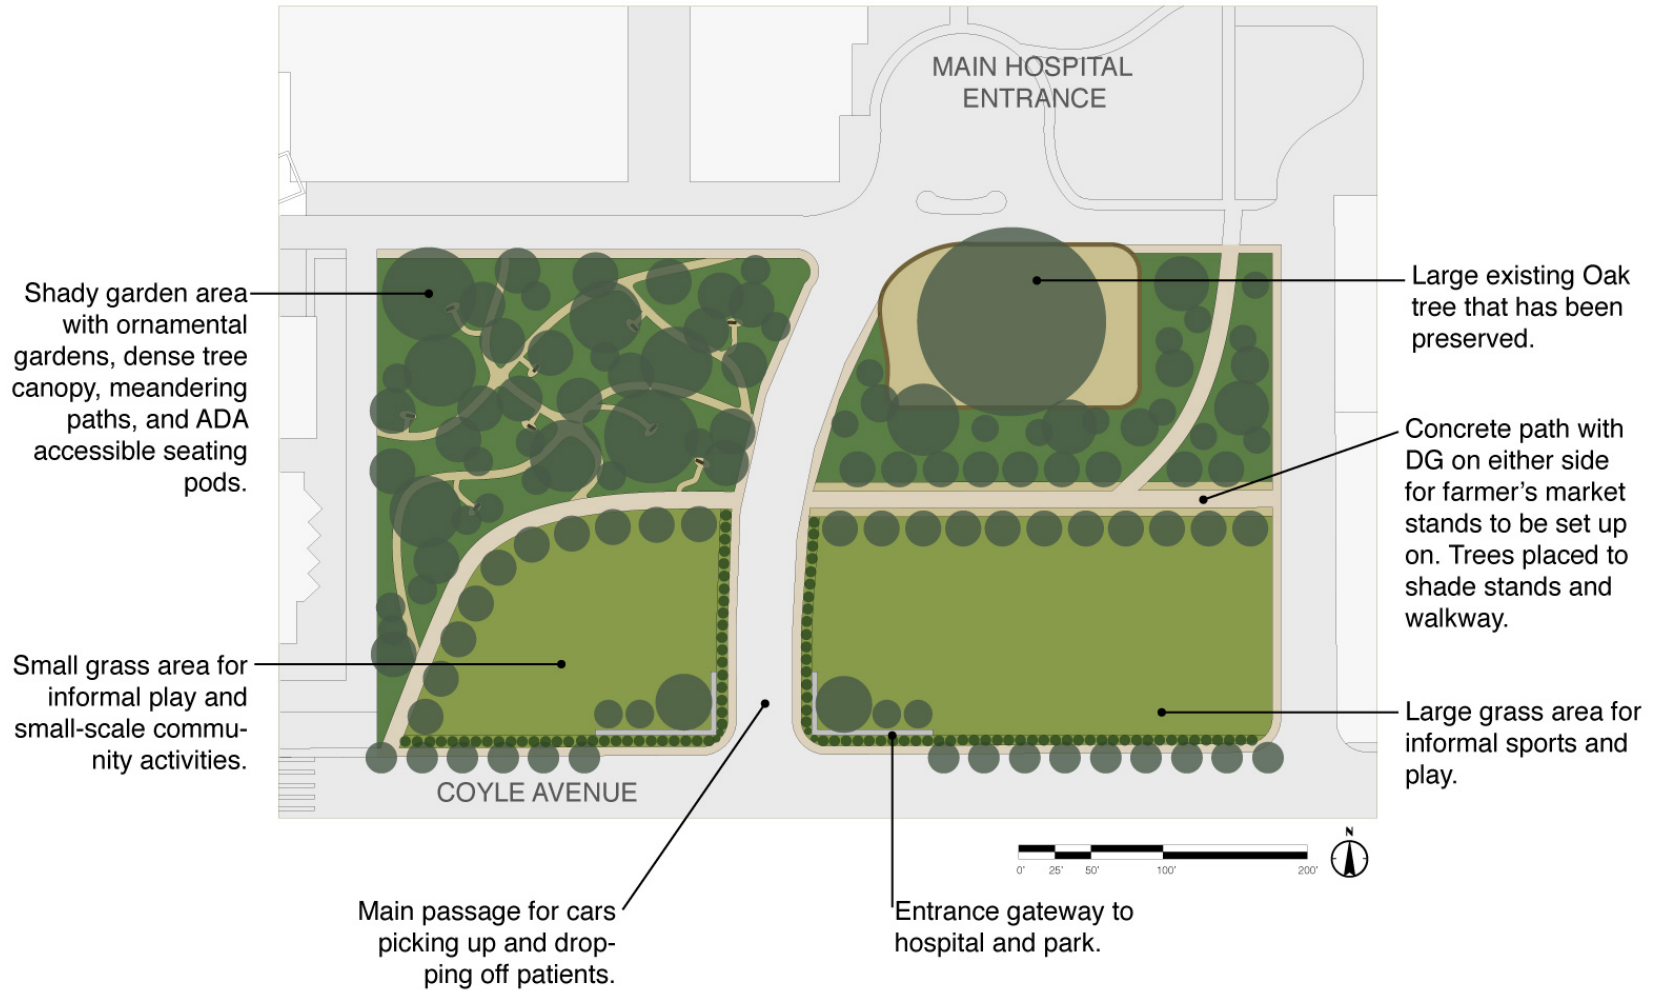 MAIN HOSPITAL
ENTRANCE
Shady garden area
with ornamental
gardens, dense tree
canopy, meandering
paths, and ADA
accessible seating
pods.
Large existing Oak
tree that has been
preserved.
Concrete path with
DG on either side
for farmer’s market
stands to be set up
on. Trees placed to
shade stands and
walkway.
Small grass area for
informal play and
small-scale commu-
nity activities.
Large grass area for
informal sports and
play.
COYLE AVENUE
N
0' 25' 50' 100' 200'
Main passage for cars
picking up and drop-
ping off patients.
Entrance gateway to
hospital and park.